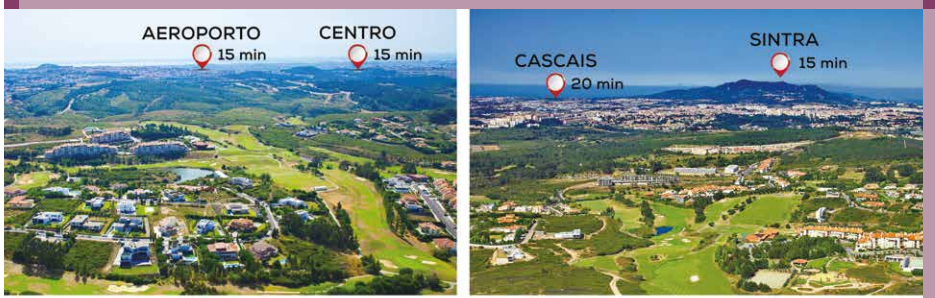 AEROPORTO
15 min
CENTRO
15 min
CASCAIS
20 min
SINTRA
15 min